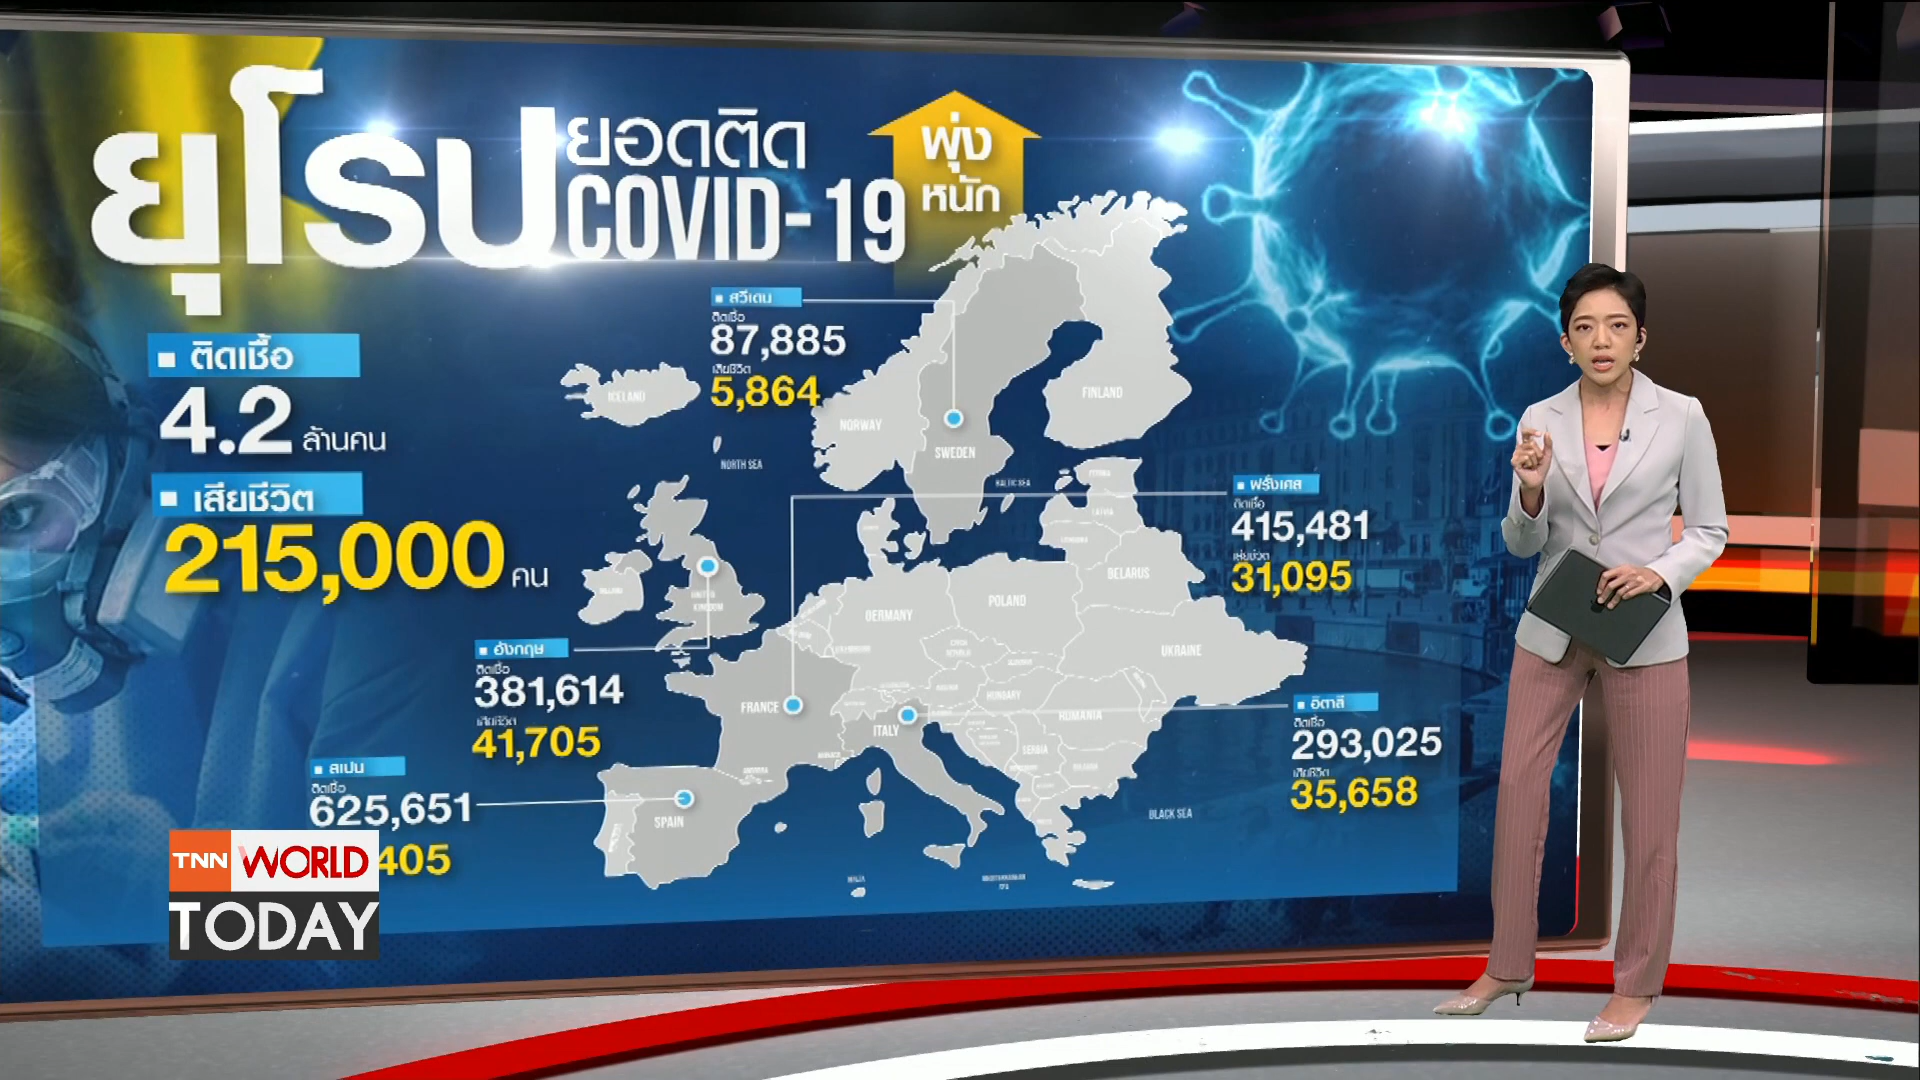 ยุโรป
ยอดติด
COVID-19
พุ่ง
หนัก
ติดเชื้อ
4.2 ล้านคน
เสียชีวิต
215,000 คน
สวีเดน
ติดเชื้อ
87,885
เสียชีวิต
5,864
ฟรั่งเศส
ติดเชื้อ
415,481
เสียชีวิต
31,095
อังกฤษ
ติดเชื้อ
381,614
เสียชีวิต
41,705
อิตาลี
ติดเชื้อ
293,025
เสียชีวิต
35,658
สเปน
ติดเชื้อ
625,651
405
ICELAND
NORWAY
SWEDEN
FINLAND
NORTH SEA
BALTIC SEA
LATVIA
BELARUS
UNITED
KINGDOM
IRELAND
GERMANY
POLAND
UKRAINE
FRANCE
HUNGARY
ROMANIA
ITALY
SERBIA
SPAIN
BLACK SEA
TNN WORLD
TODAY